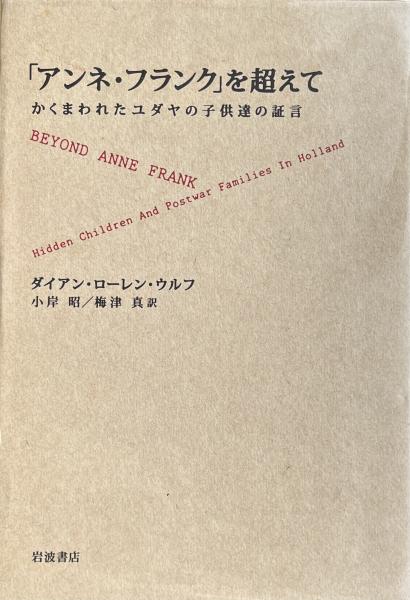 「アンネ・フランク」を超えて
かくまわれたユダヤの子供達の証言
BEYOND ANNE FRANK
Hidden Children And Postwar Families In Holland
ダイアン・ローレン・ウルフ
小岸 昭/梅津 真訳
岩波書店